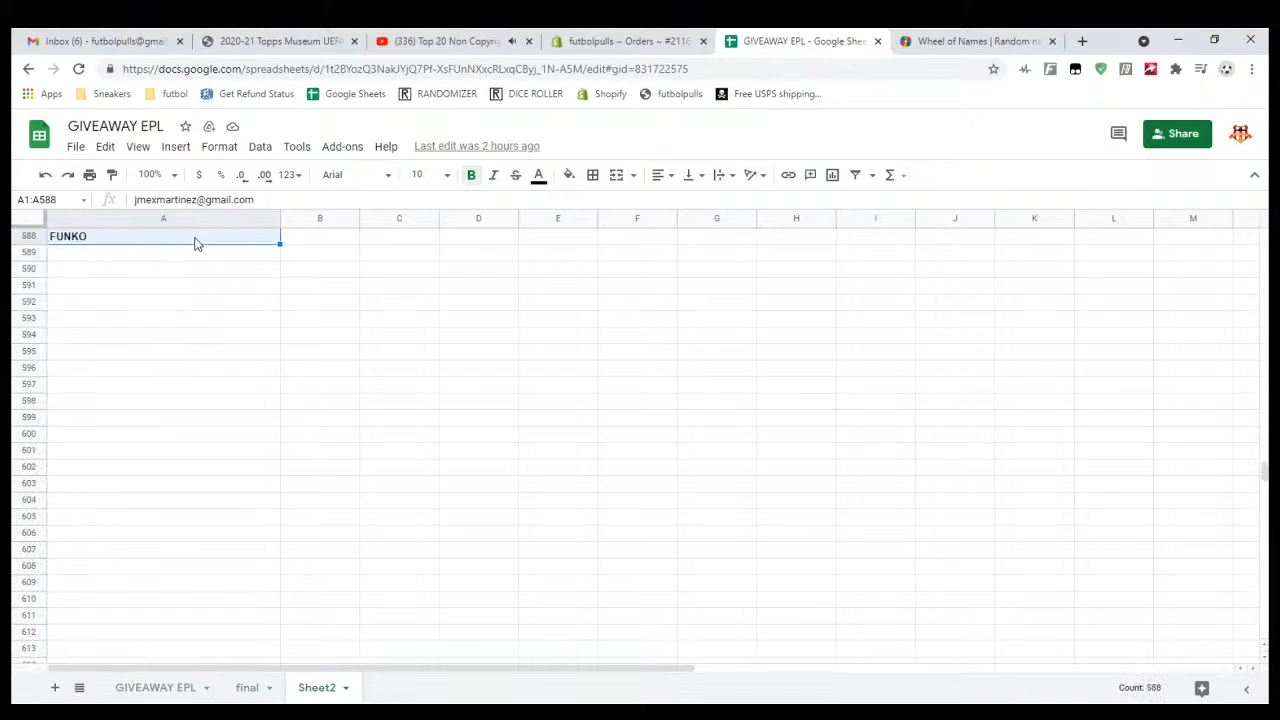 Inbox (6) - futbolpulls@gmai
2020-21 Topps Museum UEFA
(336) Top 20 Non Copyrig
futbolpulls ~ Orders ~ #2116
GIVEAWAY EPL - Google Shee
Wheel of Names | Random na
https://docs.google.com/spreadsheets/d/1t28YozQ3NakJYjQ7Pf-XsFUnNXxcRLxqCByj_1N-A5M/edit#gid=831722575
Apps
Sneakers
futbol
Get Refund Status
Google Sheets
RANDOMIZER
DICE ROLLER
Shopify
futbolpulls
Free USPS shipping...
GIVEAWAY EPL
File Edit View Insert Format Data Tools Add-ons Help Last edit was 2 hours ago
Share
100% $ % .0 .00 123 Arial 10 B I S A
A1:A588 fx jmexmartinez@gmail.com
A B C D E F G H I J K L M
588 FUNKO
589
590
591
592
593
594
595
596
597
598
599
600
601
602
603
604
605
606
607
608
609
610
611
612
613
GIVEAWAY EPL final Sheet2 Count: 588